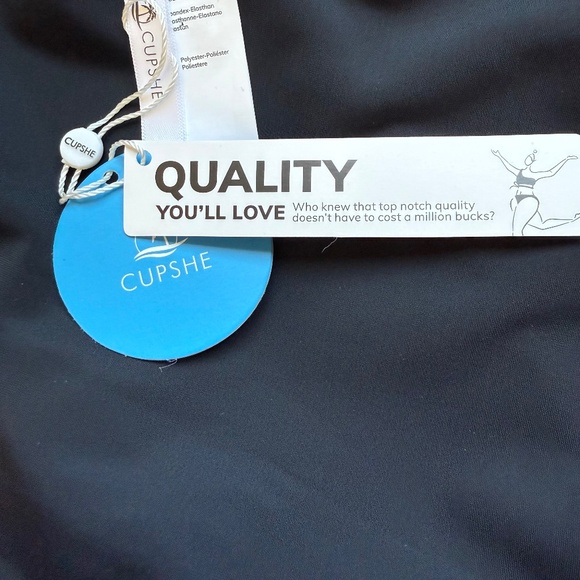 Polyester-Poliéster
Poliestere
CUPSHE
CUPSHE
QUALITY
YOU'LL LOVE
Who knew that top notch quality
doesn't have to cost a million bucks?
CUPSHE